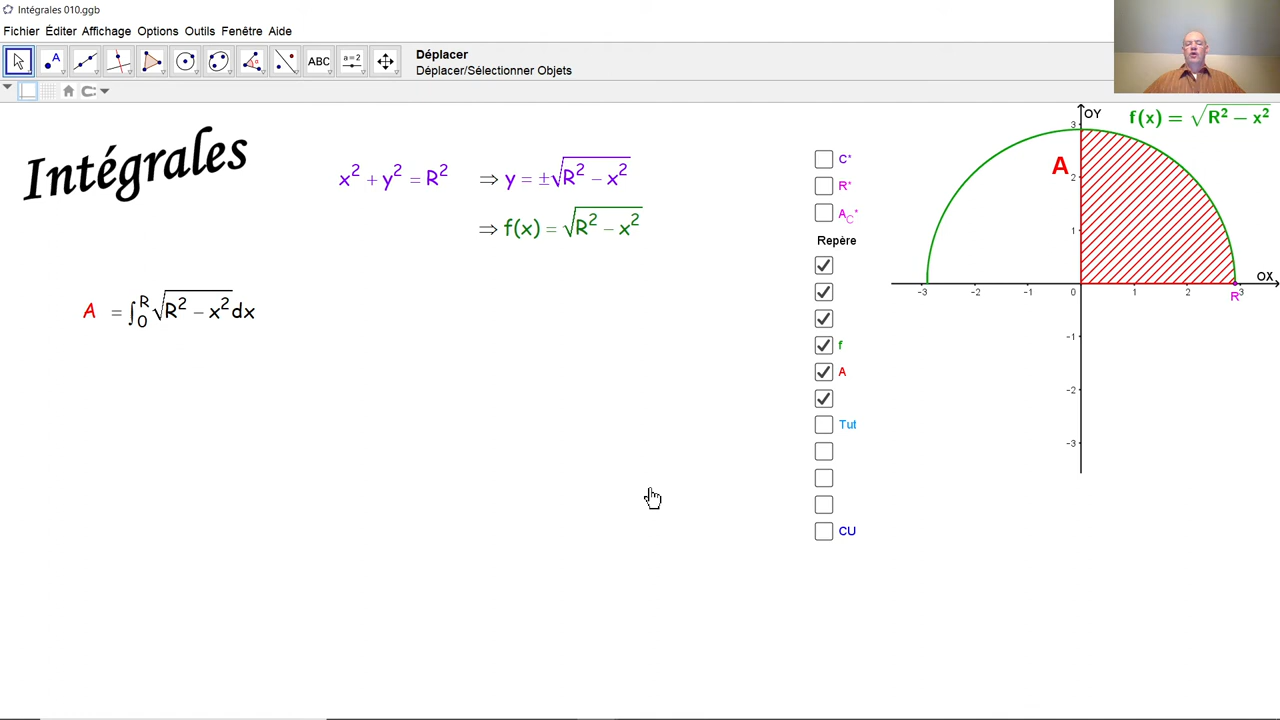 Intégrales 010.ggb
Fichier Éditer Affichage Options Outils Fenêtre Aide
A
ABC
a=2
Déplacer
Déplacer/Sélectionner Objets
Intégrales
x² + y² = R² ⇒ y = ±√(R² − x²)
⇒ f(x) = √(R² − x²)
A = ∫₀ᴿ √(R² − x²)dx
C*
R*
A_C*
Repère
f
A
Tut
CU
OY
f(x) = √(R² − x²)
A
3
2
1
OX
-3 -2 -1 0 1 2 3
R
-1
-2
-3